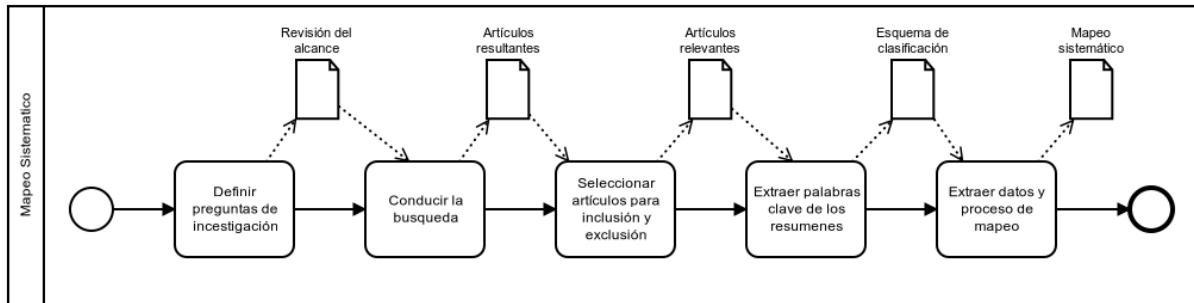 Mapeo Sistematico
Revisión del
alcance
Artículos
resultantes
Artículos
relevantes
Esquema de
clasificación
Mapeo
sistemático
Definir
preguntas de
incestigación
Conducir la
busqueda
Seleccionar
artículos para
inclusión y
exclusión
Extraer palabras
clave de los
resumenes
Extraer datos y
proceso de
mapeo